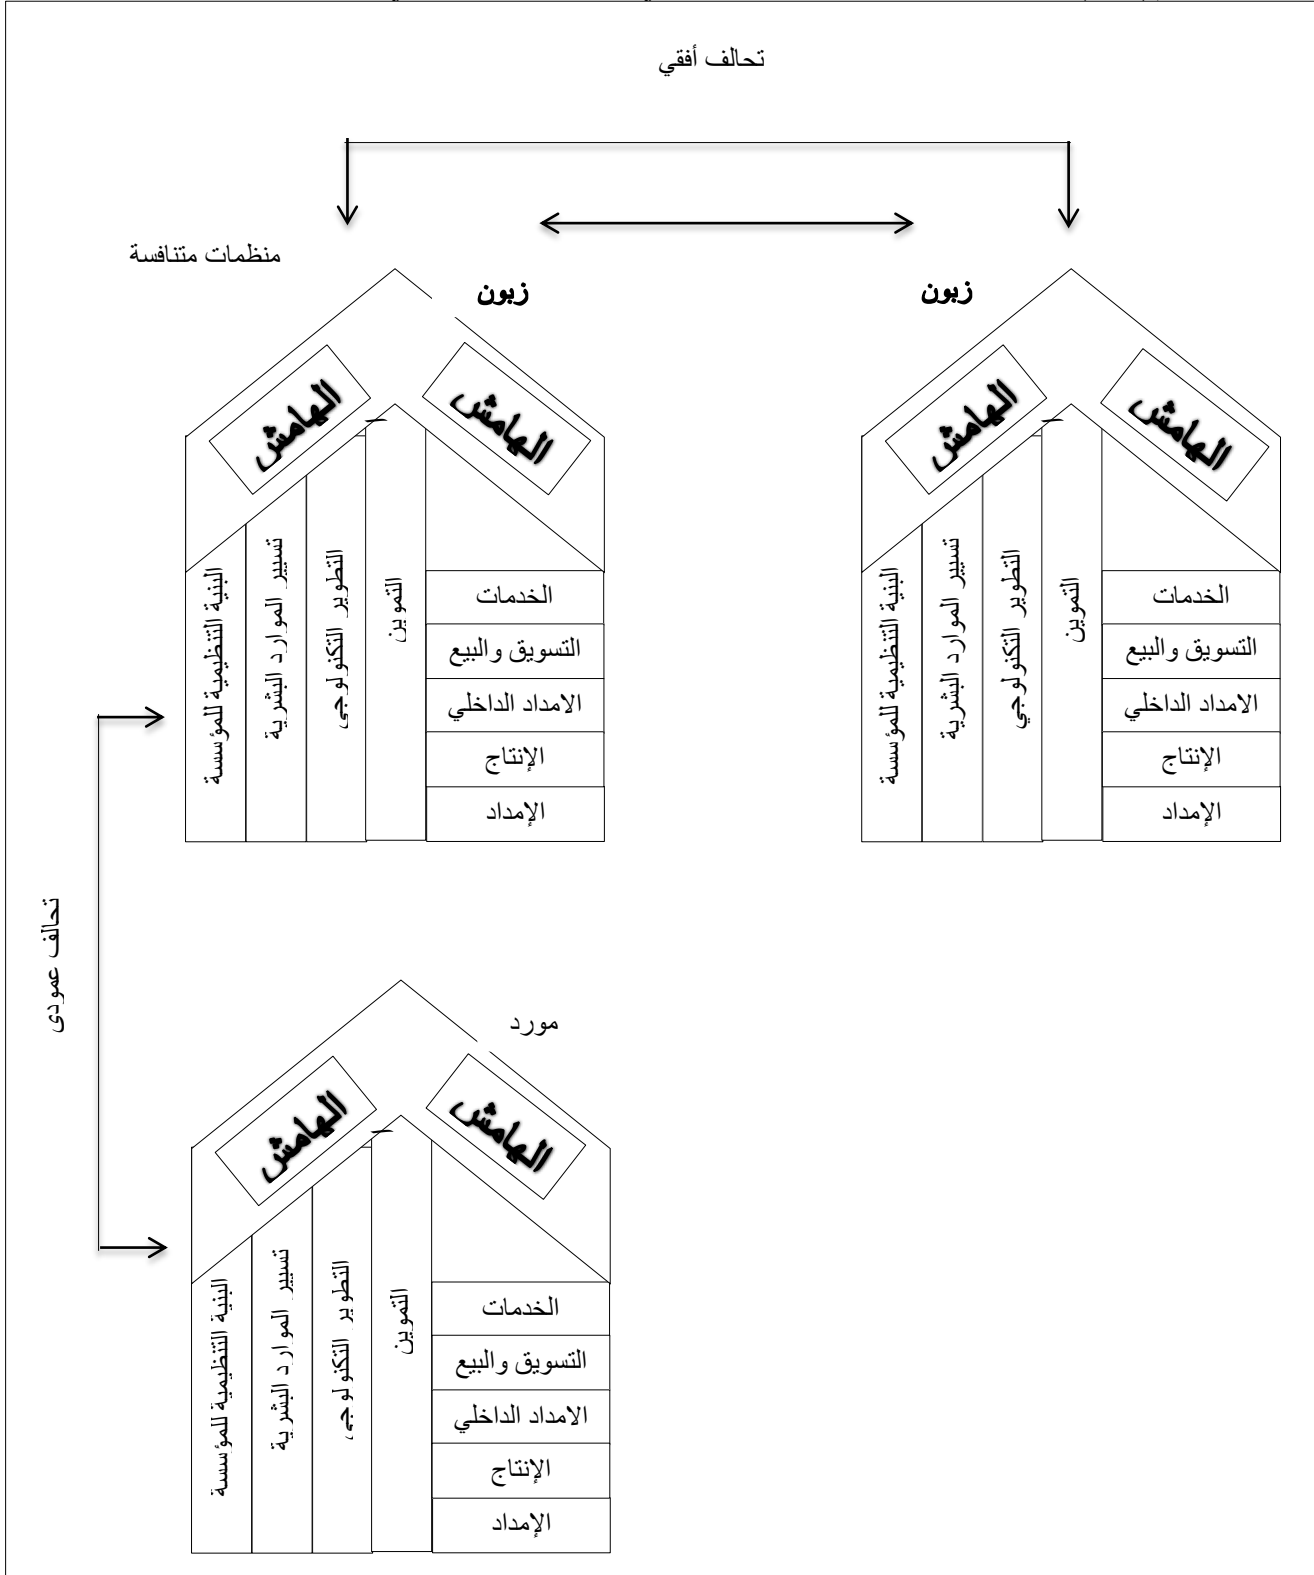 تحالف أفقي
منظمات متنافسة
زبون
زبون
الهامش
الهامش
الهامش
الهامش
البنية التنظيمية للمؤسسة
تسيير الموارد البشرية
التطوير التكنولوجي
التموين
الخدمات
التسويق والبيع
الامداد الداخلي
الإنتاج
الإمداد
البنية التنظيمية للمؤسسة
تسيير الموارد البشرية
التطوير التكنولوجي
التموين
الخدمات
التسويق والبيع
الامداد الداخلي
الإنتاج
الإمداد
تحالف عمودى
مورد
الهامش
الهامش
البنية التنظيمية للمؤسسة
تسيير الموارد البشرية
التطوير التكنولوجي
التموين
الخدمات
التسويق والبيع
الامداد الداخلي
الإنتاج
الإمداد